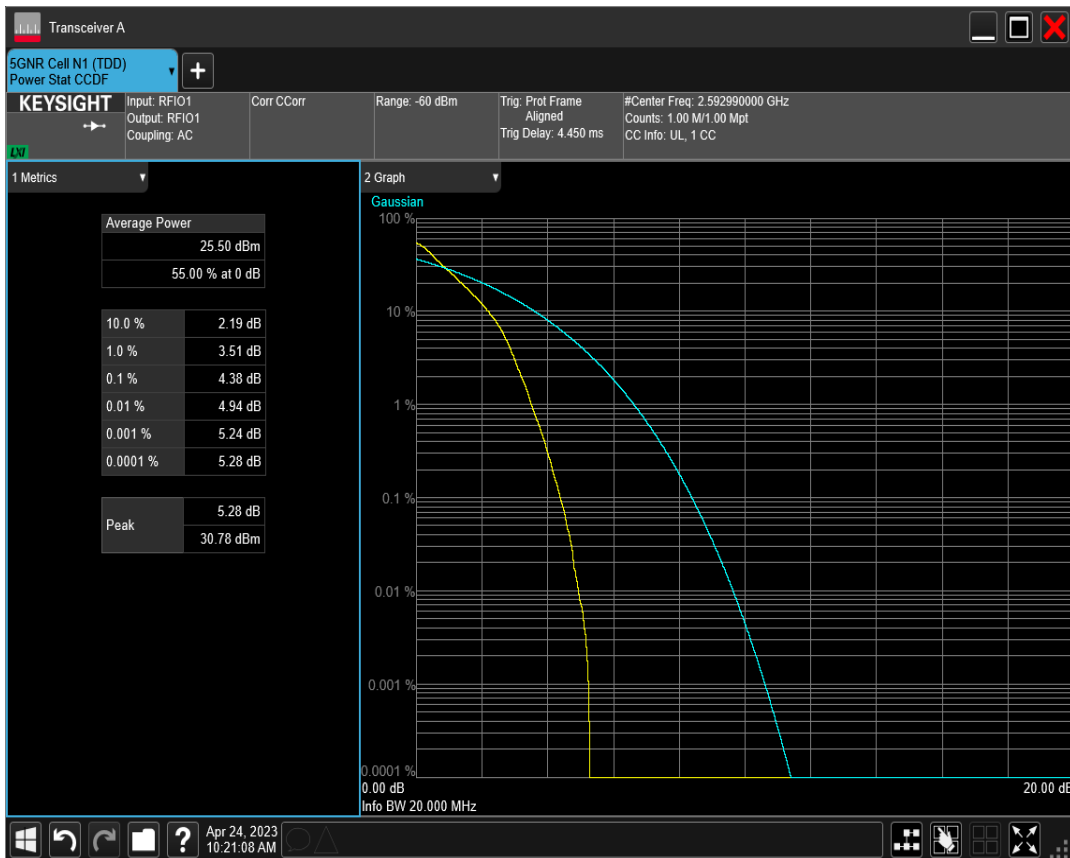 Transceiver A
5GNR Cell N1 (TDD)
Power Stat CCDF
KEYSIGHT
LXI
Input: RFIO1
Output: RFIO1
Coupling: AC
Corr CCorr
Range: -60 dBm
Trig: Prot Frame
Aligned
Trig Delay: 4.450 ms
#Center Freq: 2.592990000 GHz
Counts: 1.00 M/1.00 Mpt
CC Info: UL, 1 CC
1 Metrics
Average Power
25.50 dBm
55.00 % at 0 dB
10.0 % 2.19 dB
1.0 % 3.51 dB
0.1 % 4.38 dB
0.01 % 4.94 dB
0.001 % 5.24 dB
0.0001 % 5.28 dB
Peak 5.28 dB
30.78 dBm
2 Graph
Gaussian
100 %
10 %
1 %
0.1 %
0.01 %
0.001 %
0.0001 %
0.00 dB 20.00 dB
Info BW 20.000 MHz
?
Apr 24, 2023
10:21:08 AM